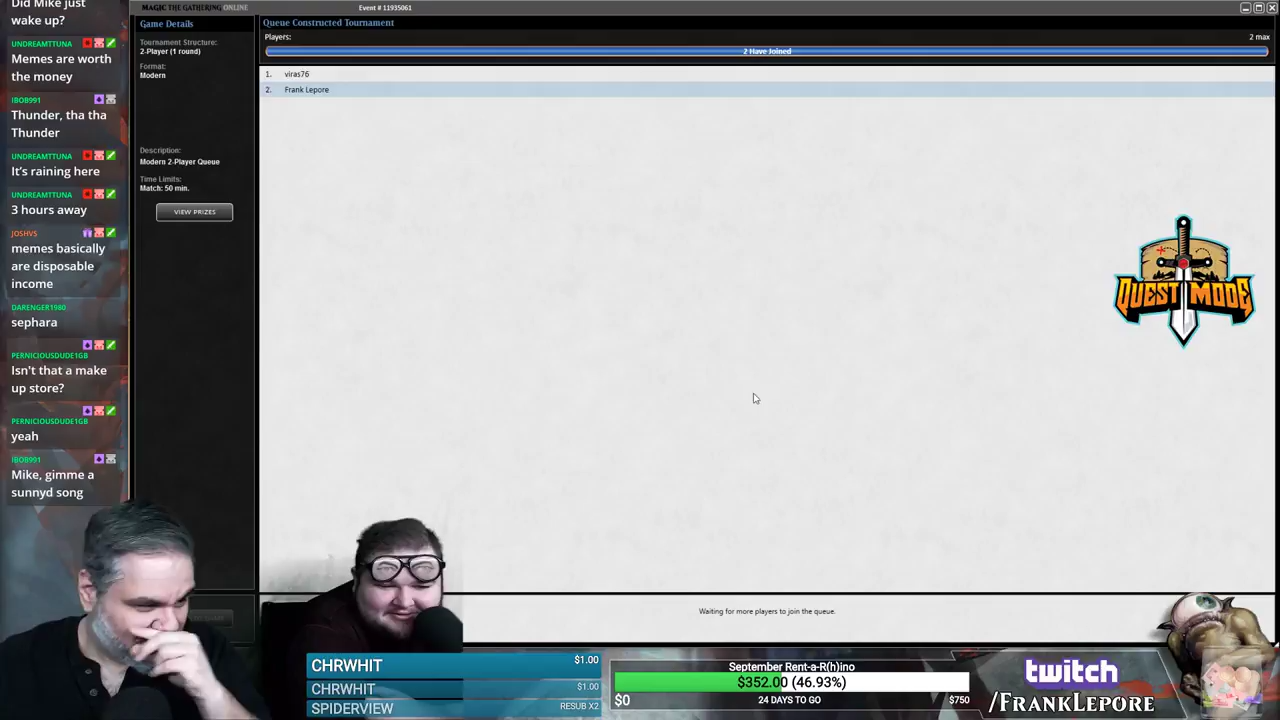 Did Mike just
wake up?
UNDREAMTTUNA
Memes are worth
the money
IBOB991
Thunder, tha tha
Thunder
UNDREAMTTUNA
It's raining here
UNDREAMTTUNA
3 hours away
JOSHVS
memes basically
are disposable
income
DARENGER1980
sephara
PERNICIOUSDUDE1GB
Isn't that a make
up store?
PERNICIOUSDUDE1GB
yeah
IBOB991
Mike, gimme a
sunnyd song
MAGIC THE GATHERING ONLINE
Event # 11935061
Game Details
Tournament Structure:
2-Player (1 round)
Format:
Modern
Description:
Modern 2-Player Queue
Time Limits:
Match: 50 min.
VIEW PRIZES
Queue Constructed Tournament
Players:
2 max
2 Have Joined
1. viras76
2. Frank Lepore
QUEST MODE
Waiting for more players to join the queue.
CHRWHIT $1.00
CHRWHIT $1.00
SPIDERVIEW RESUB X2
September Rent-a-R(h)ino
$352.00 (46.93%)
$0 24 DAYS TO GO $750
twitch
/FRANKLEPORE